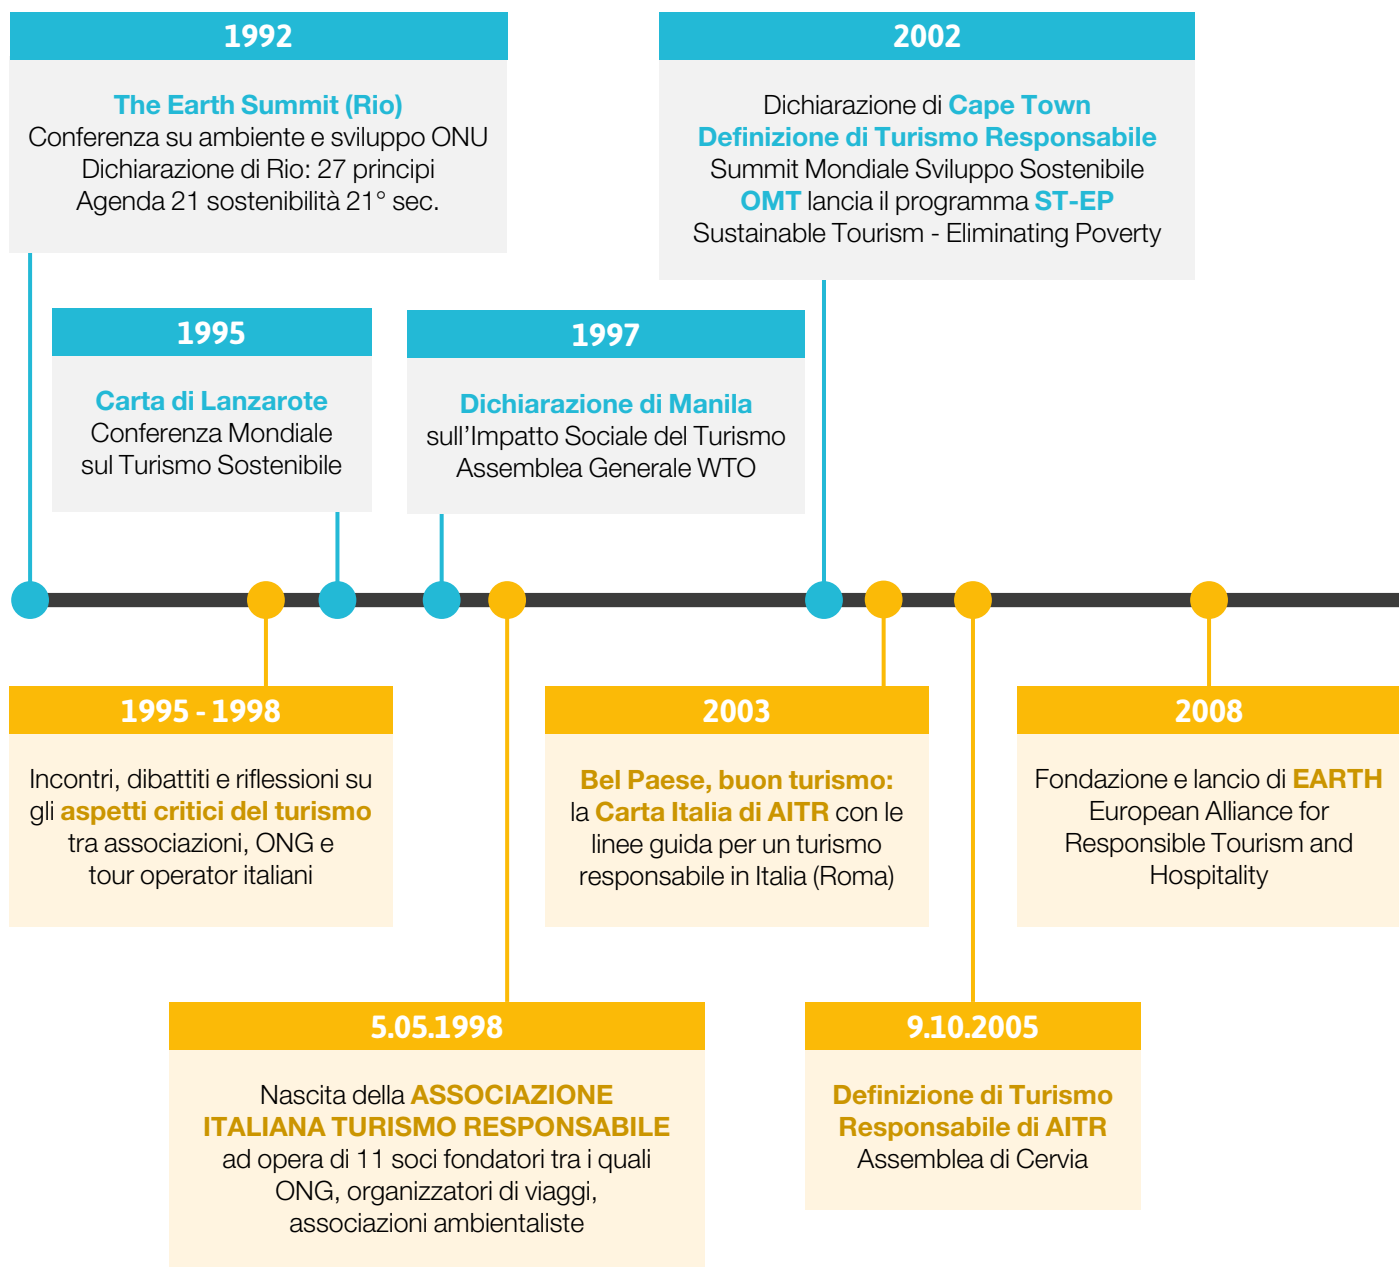 1992
The Earth Summit (Rio)
Conferenza su ambiente e sviluppo ONU
Dichiarazione di Rio: 27 principi
Agenda 21 sostenibilità 21° sec.
2002
Dichiarazione di Cape Town
Definizione di Turismo Responsabile
Summit Mondiale Sviluppo Sostenibile
OMT lancia il programma ST-EP
Sustainable Tourism - Eliminating Poverty
1995
Carta di Lanzarote
Conferenza Mondiale
sul Turismo Sostenibile
1997
Dichiarazione di Manila
sull’Impatto Sociale del Turismo
Assemblea Generale WTO
1995 - 1998
Incontri, dibattiti e riflessioni su
gli aspetti critici del turismo
tra associazioni, ONG e
tour operator italiani
2003
Bel Paese, buon turismo:
la Carta Italia di AITR con le
linee guida per un turismo
responsabile in Italia (Roma)
2008
Fondazione e lancio di EARTH
European Alliance for
Responsible Tourism and
Hospitality
5.05.1998
Nascita della ASSOCIAZIONE
ITALIANA TURISMO RESPONSABILE
ad opera di 11 soci fondatori tra i quali
ONG, organizzatori di viaggi,
associazioni ambientaliste
9.10.2005
Definizione di Turismo
Responsabile di AITR
Assemblea di Cervia